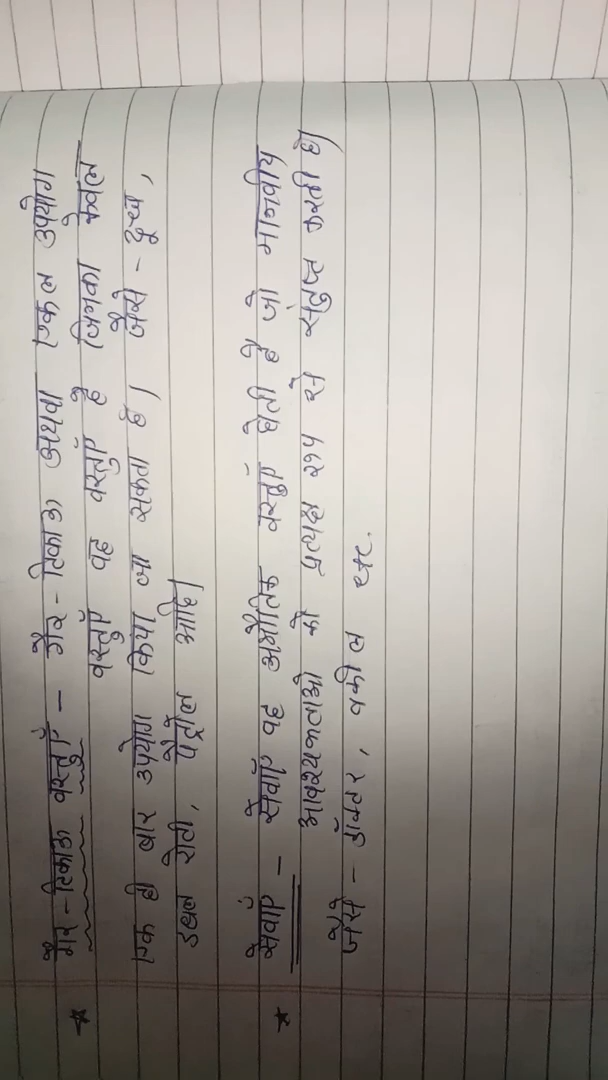 * गैर-टिकाऊ वस्तुएँ – गैर-टिकाऊ अथवा एकल उपयोग
वस्तुएँ वह वस्तुएँ है जिनका केवल
एक ही बार उपयोग किया जा सकता है। जैसे – दूध,
डबल रोटी, पेट्रोल आदि।
* सेवाएँ – सेवाएँ वह अभौतिक वस्तुएँ होती है जो मानवीय
आवश्यकताओं को प्रत्यक्ष रूप से संतुष्ट करती है।
जैसे – डॉक्टर, वकील etc.